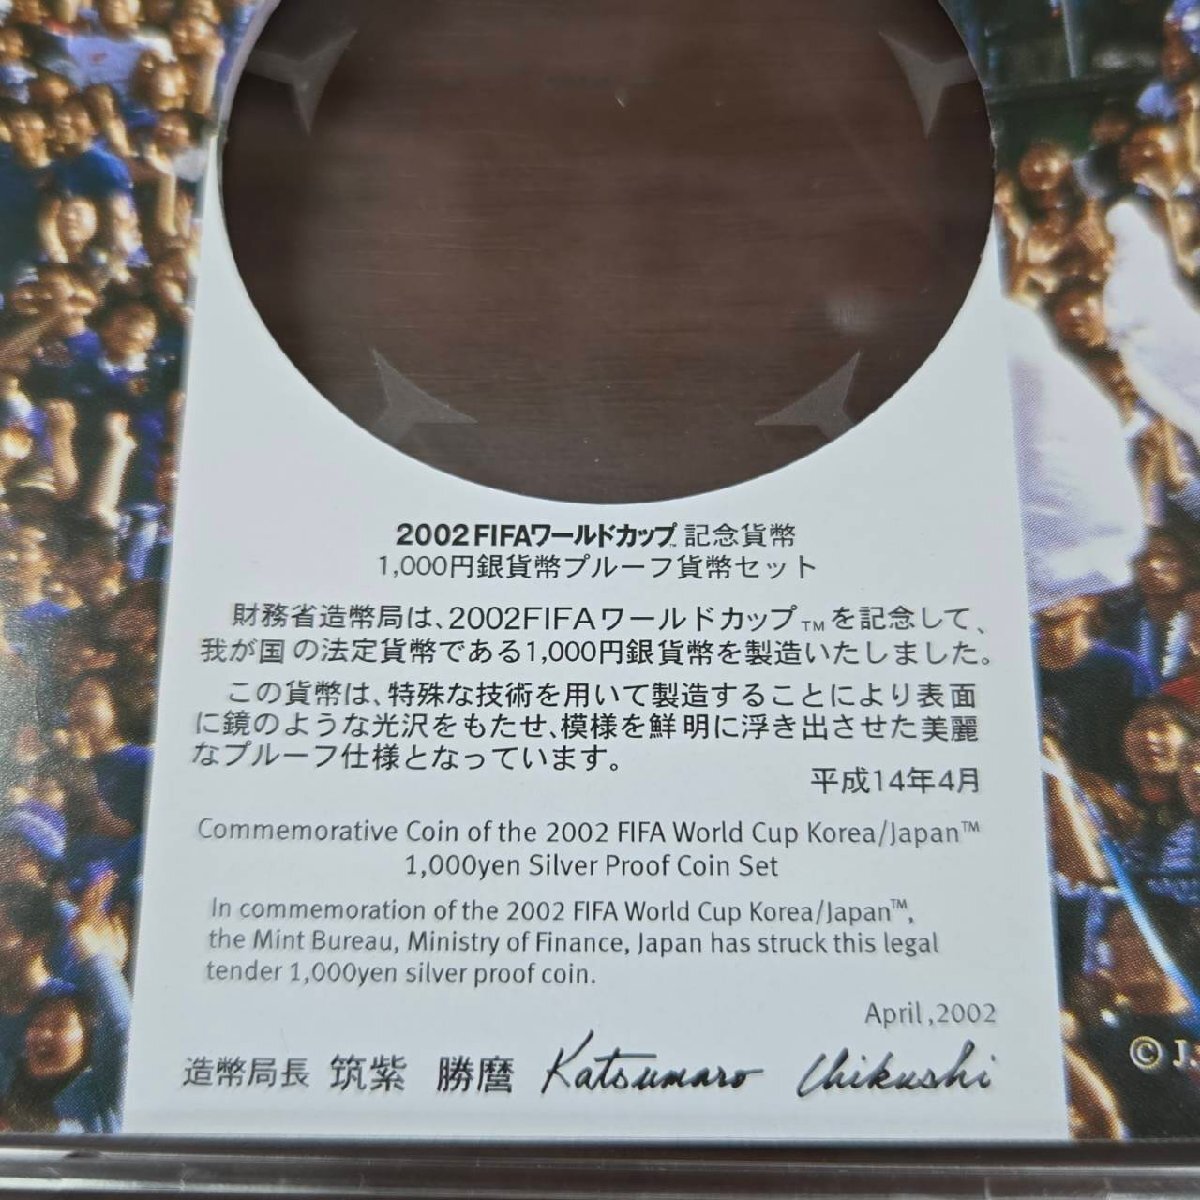 2002FIFAワールドカップ™記念貨幣
1,000円銀貨幣プルーフ貨幣セット
財務省造幣局は、2002FIFAワールドカップ™を記念して、
我が国の法定貨幣である1,000円銀貨幣を製造いたしました。
この貨幣は、特殊な技術を用いて製造することにより表面
に鏡のような光沢をもたせ、模様を鮮明に浮き出させた美麗
なプルーフ仕様となっています。
平成14年4月
Commemorative Coin of the 2002 FIFA World Cup Korea/Japan™
1,000yen Silver Proof Coin Set
In commemoration of the 2002 FIFA World Cup Korea/Japan™,
the Mint Bureau, Ministry of Finance, Japan has struck this legal
tender 1,000yen silver proof coin.
April,2002
造幣局長 筑紫 勝麿 Katsumaro Chikushi
© J.